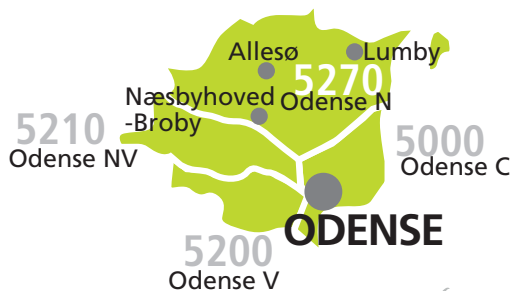 Allesø
Lumby
5270
Odense N
Næsbyhoved
-Broby
5210
Odense NV
5000
Odense C
ODENSE
5200
Odense V